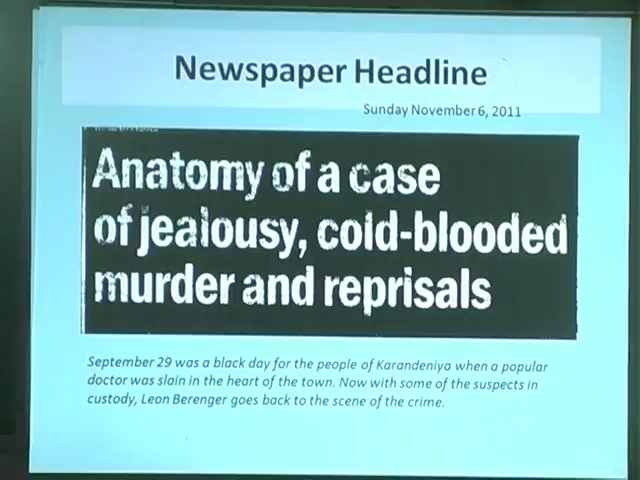 Newspaper Headline
Sunday November 6, 2011
Anatomy of a case
of jealousy, cold-blooded
murder and reprisals
September 29 was a black day for the people of Karandeniya when a popular
doctor was slain in the heart of the town. Now with some of the suspects in
custody, Leon Berenger goes back to the scene of the crime.